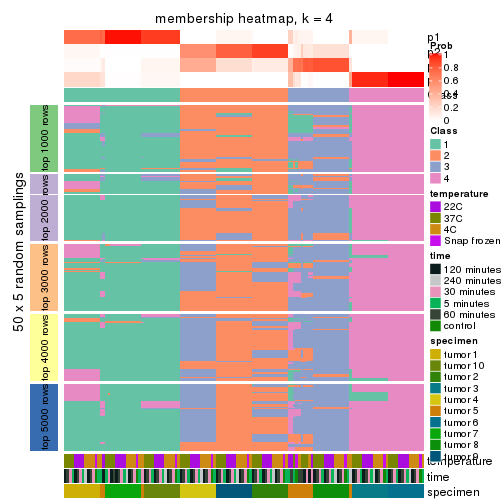 membership heatmap, k = 4
p1
p2
Prob
1
0.8
0.6
0.4
0.2
0
Class
1
2
3
4
temperature
22C
37C
4C
Snap frozen
time
120 minutes
240 minutes
30 minutes
5 minutes
60 minutes
control
specimen
tumor 1
tumor 10
tumor 2
tumor 3
tumor 4
tumor 5
tumor 6
tumor 7
tumor 8
tumor 9
50 x 5 random samplings
top 1000 rows
top 2000 rows
top 3000 rows
top 4000 rows
top 5000 rows
temperature
time
specimen